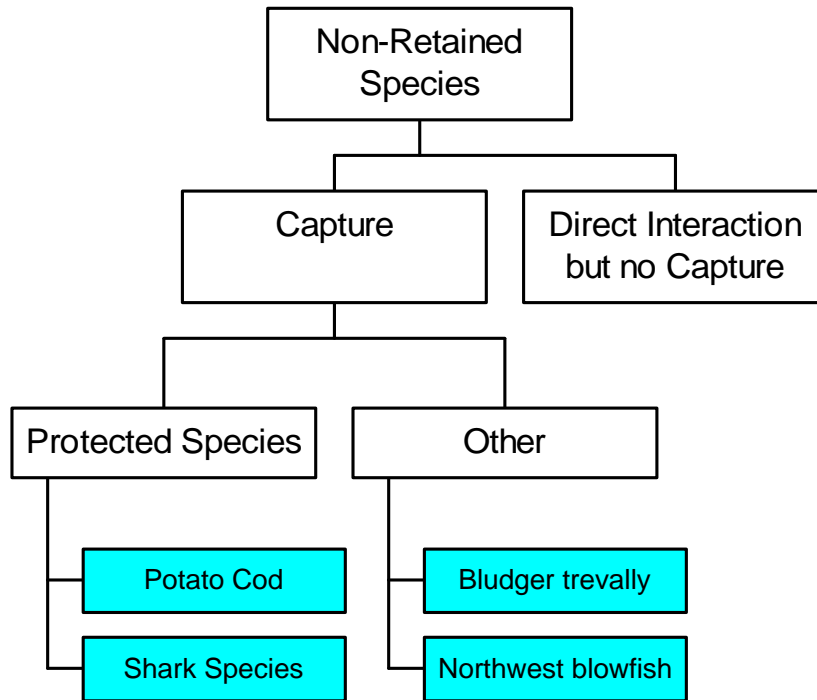 Non-Retained
Species
Capture
Direct Interaction
but no Capture
Protected Species
Other
Potato Cod
Bludger trevally
Shark Species
Northwest blowfish